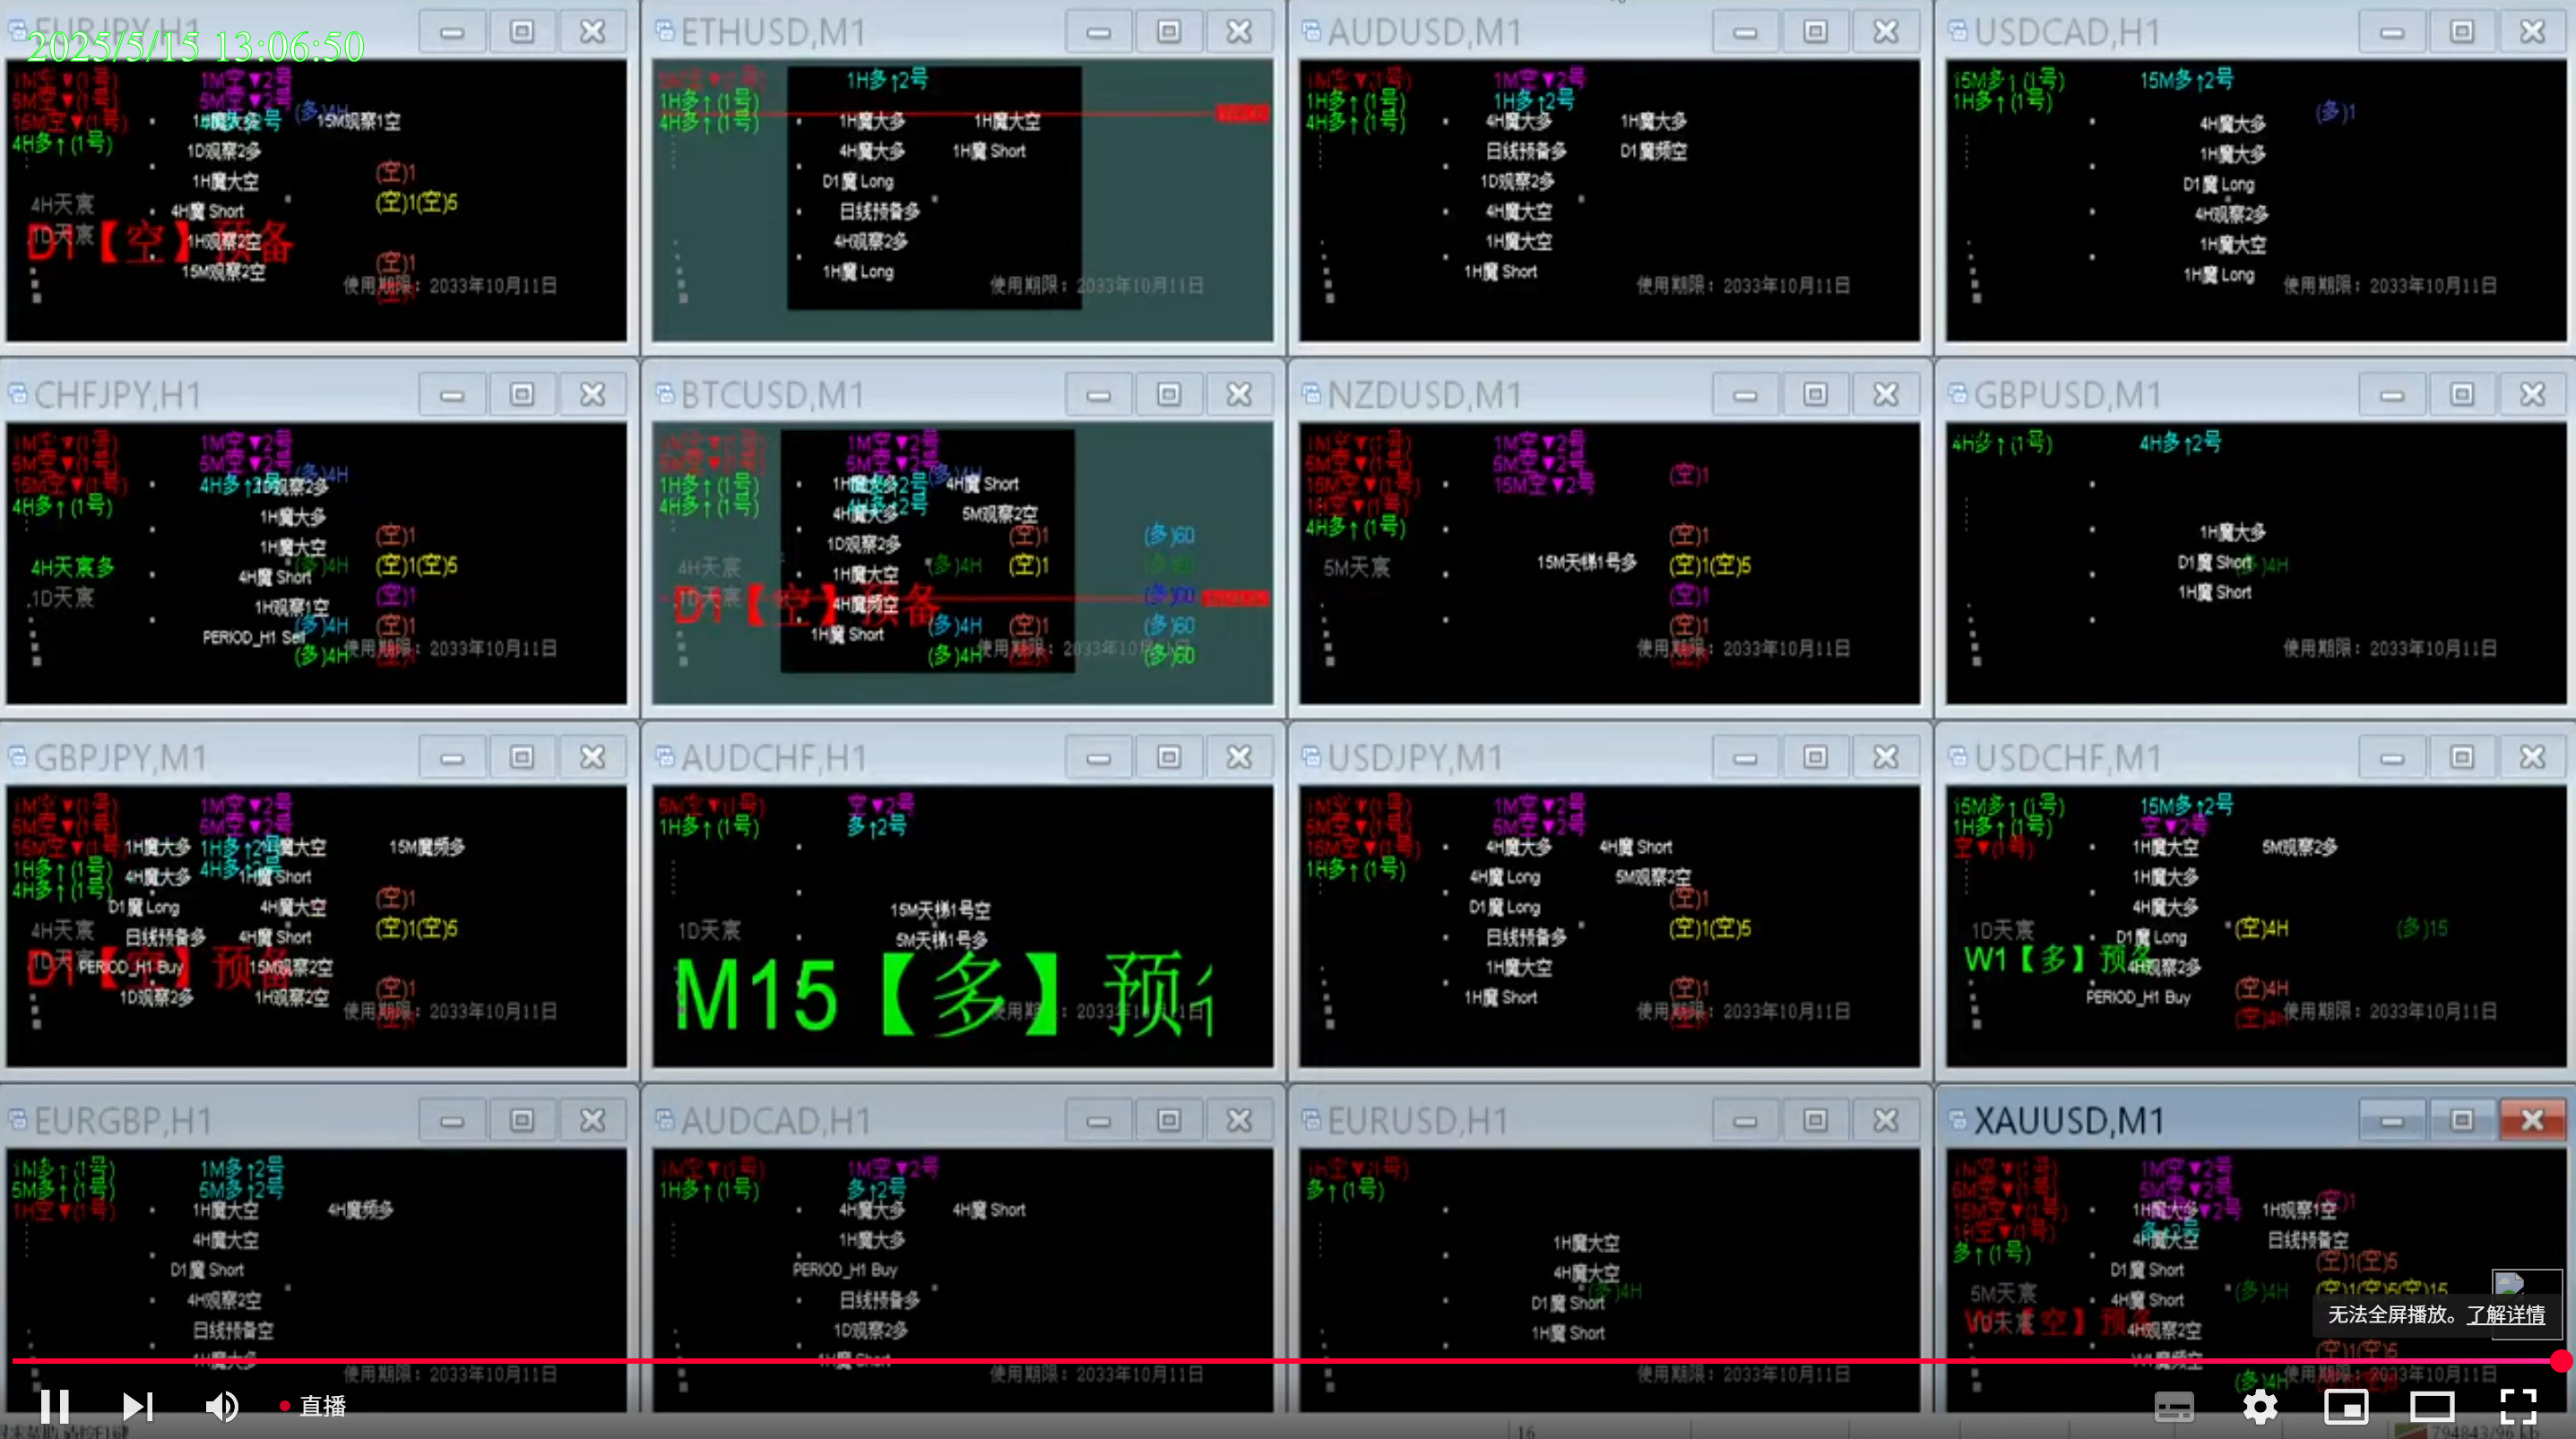 2025/5/15 13:06:50
EURJPY,H1
1M空▼(1号)
1M空▼2号
5M空▼(1号)
5M空▼2号
(多)4H
15M空▼(1号)
1H魔大多
15M观察1空
4H多↑(1号)
1D观察2多
(空)1
1H魔大空
4H天宸
4H魔 Short
(空)1(空)5
1D天宸
D1【空】预备
1H观察2空
(空)1
15M观察2空
使用期限：2033年10月11日
ETHUSD,M1
1H多↑2号
1H多↑(1号)
4H多↑(1号)
1H魔大多
1H魔大空
4H魔大多
1H魔 Short
D1魔 Long
日线预备多
4H观察2多
1H魔 Long
使用期限：2033年10月11日
AUDUSD,M1
1M空▼(1号)
1M空▼2号
1H多↑(1号)
1H多↑2号
4H多↑(1号)
4H魔大多
1H魔大多
日线预备多
D1魔频空
1D观察2多
4H魔大空
1H魔大空
1H魔 Short
使用期限：2033年10月11日
USDCAD,H1
15M多↑(1号)
15M多↑2号
1H多↑(1号)
(多)1
4H魔大多
1H魔大多
D1魔 Long
4H观察2多
1H魔大空
1H魔 Long
使用期限：2033年10月11日
CHFJPY,H1
1M空▼(1号)
1M空▼2号
5M空▼(1号)
5M空▼2号
(多)4H
15M空▼(1号)
4H多↑2号
1D观察2多
4H多↑(1号)
1H魔大多
(空)1
1H魔大空
4H天宸多
(多)4H
(空)1(空)5
4H魔 Short
1D天宸
(空)1
1H观察1空
(多)4H
(空)1
PERIOD_H1 Sell
(多)4H
使用期限：2033年10月11日
BTCUSD,M1
1M空▼(1号)
1M空▼2号
5M空▼(1号)
5M空▼2号
(多)4H
1H多↑(1号)
1H魔大多
4H魔 Short
4H多↑(1号)
4H魔大多
5M观察2空
(空)1
(多)60
1D观察2多
4H天宸
1H魔大空
(多)4H
(空)1
1D天宸
D1【空】预备
4H魔频空
(多)60
1H魔 Short
(多)4H
(空)1
(多)60
(多)4H
使用期限：2033年10月11日
(多)60
NZDUSD,M1
1M空▼(1号)
1M空▼2号
5M空▼(1号)
5M空▼2号
(空)1
15M空▼(1号)
15M空▼2号
1H空▼(1号)
4H多↑(1号)
(空)1
5M天宸
15M天梯1号多
(空)1(空)5
(空)1
(空)1
使用期限：2033年10月11日
GBPUSD,M1
4H多↑(1号)
4H多↑2号
1H魔大多
D1魔 Short
(多)4H
1H魔 Short
使用期限：2033年10月11日
GBPJPY,M1
1M空▼(1号)
1M空▼2号
5M空▼(1号)
5M空▼2号
15M空▼(1号)
1H魔大多
1H多↑2号
魔大空
15M魔频多
1H多↑(1号)
4H魔大多
4H多↑2号
1H魔 Short
4H多↑(1号)
(空)1
D1魔 Long
4H魔大空
4H天宸
日线预备多
4H魔 Short
(空)1(空)5
1D天宸
D1【空】预备
PERIOD_H1 Buy
15M观察2空
(空)1
1D观察2多
1H观察2空
使用期限：2033年10月11日
AUDCHF,H1
5M空▼(1号)
空▼2号
1H多↑(1号)
多↑2号
15M天梯1号空
1D天宸
5M天梯1号多
M15【多】预
使用期限：2033年10月11日
USDJPY,M1
1M空▼(1号)
1M空▼2号
5M空▼(1号)
5M空▼2号
15M空▼(1号)
4H魔大多
4H魔 Short
1H多↑(1号)
4H魔 Long
5M观察2空
(空)1
D1魔 Long
日线预备多
(空)1(空)5
1H魔大空
(空)1
1H魔 Short
使用期限：2033年10月11日
USDCHF,M1
15M多↑(1号)
15M多↑2号
1H多↑(1号)
空▼2号
空▼(1号)
1H魔大空
5M观察2多
1H魔大多
4H魔大多
1D天宸
D1魔 Long
(空)4H
(多)15
W1【多】预备
4H观察2多
PERIOD_H1 Buy
(空)4H
(空)4H
使用期限：2033年10月11日
EURGBP,H1
1M多↑(1号)
1M多↑2号
5M多↑(1号)
5M多↑2号
1H空▼(1号)
1H魔大空
4H魔频多
4H魔大空
D1魔 Short
4H观察2空
日线预备空
1H魔大多
使用期限：2033年10月11日
AUDCAD,H1
1M空▼(1号)
1M空▼2号
1H多↑(1号)
多↑2号
4H魔大多
4H魔 Short
1H魔大多
PERIOD_H1 Buy
日线预备多
1D观察2多
1H魔 Short
使用期限：2033年10月11日
EURUSD,H1
1H空▼(1号)
多↑(1号)
1H魔大空
4H魔大空
(多)4H
D1魔 Short
1H魔 Short
使用期限：2033年10月11日
XAUUSD,M1
1M空▼(1号)
1M空▼2号
5M空▼(1号)
5M空▼2号
(空)1
15M空▼(1号)
1H魔大多
1H观察1空
1H空▼(1号)
多↑2号
4H魔大空
日线预备空
多↑(1号)
(空)1(空)5
D1魔 Short
5M天宸
4H魔 Short
(多)4H
(空)1(空)5(空)15
4H观察2空
(空)1(空)5
W1魔频空
(多)4H
使用期限：2033年10月11日
无法全屏播放。了解详情
直播
16
794843/96 kb